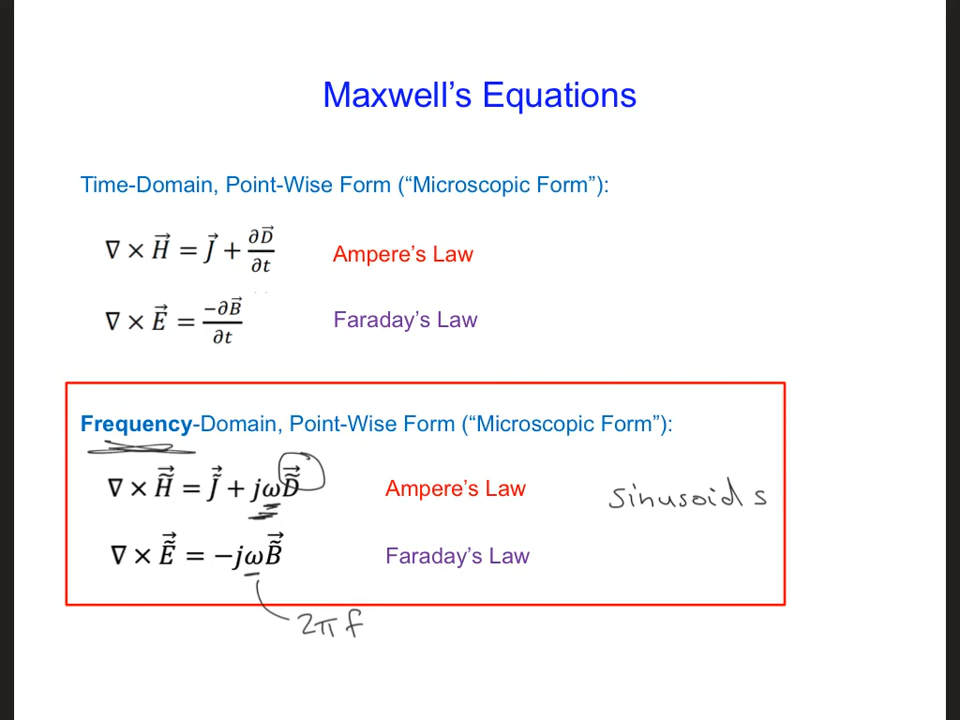 Maxwell's Equations
Time-Domain, Point-Wise Form (“Microscopic Form”):
∇ × H⃗ = J⃗ + ∂D⃗/∂t Ampere's Law
∇ × E⃗ = −∂B⃗/∂t Faraday's Law
Frequency-Domain, Point-Wise Form (“Microscopic Form”):
∇ × H̃⃗ = J̃⃗ + jωD̃⃗ Ampere's Law sinusoids
∇ × Ẽ⃗ = −jωB̃⃗ Faraday's Law
2πf